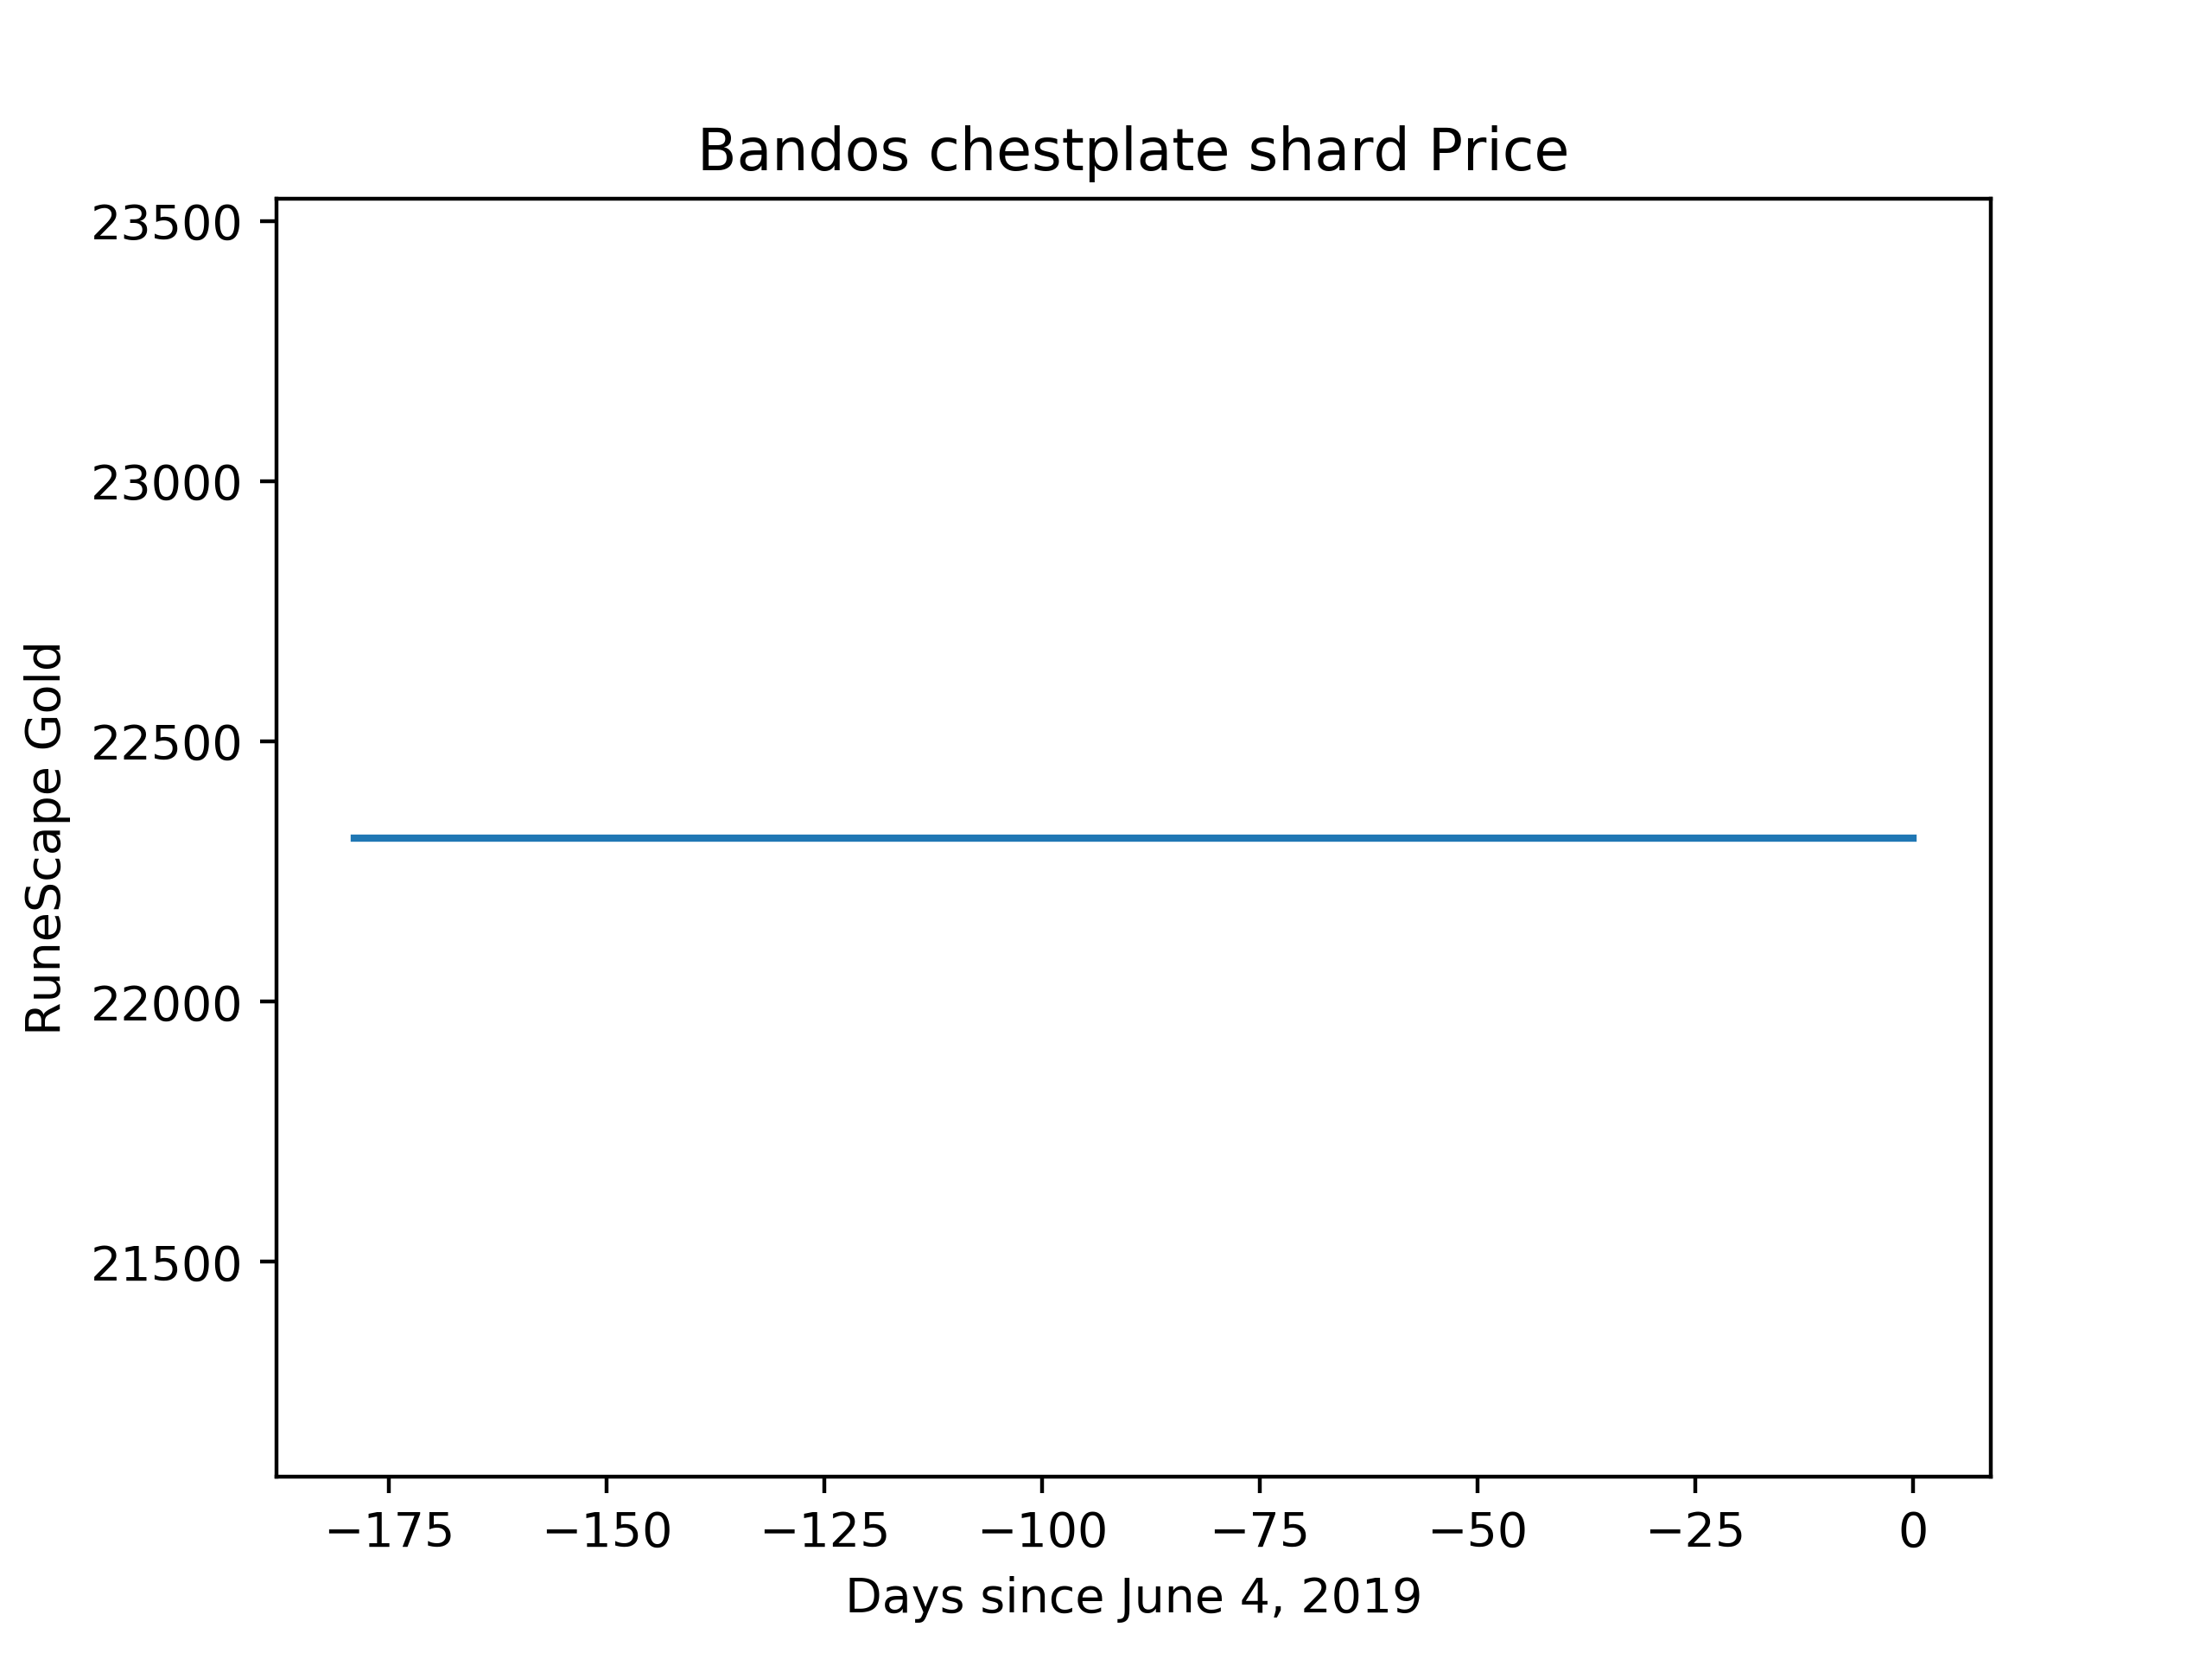 Bandos chestplate shard Price
23500
23000
22500
22000
21500
RuneScape Gold
−175 −150 −125 −100 −75 −50 −25 0
Days since June 4, 2019